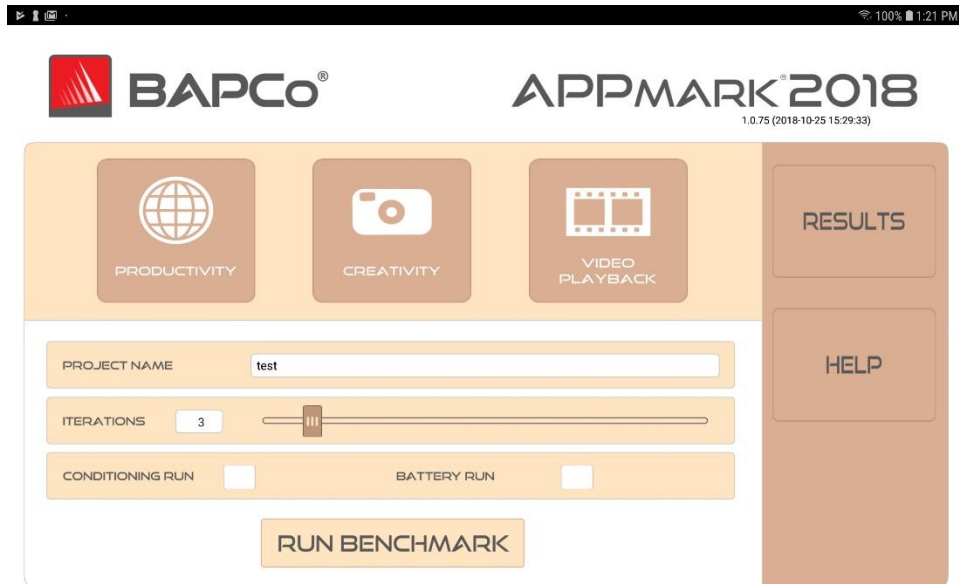 100% 1:21 PM
BAPCo®
APPMARK® 2018
1.0.75 (2018-10-25 15:29:33)
PRODUCTIVITY
CREATIVITY
VIDEO
PLAYBACK
RESULTS
HELP
PROJECT NAME test
ITERATIONS 3
CONDITIONING RUN BATTERY RUN
RUN BENCHMARK